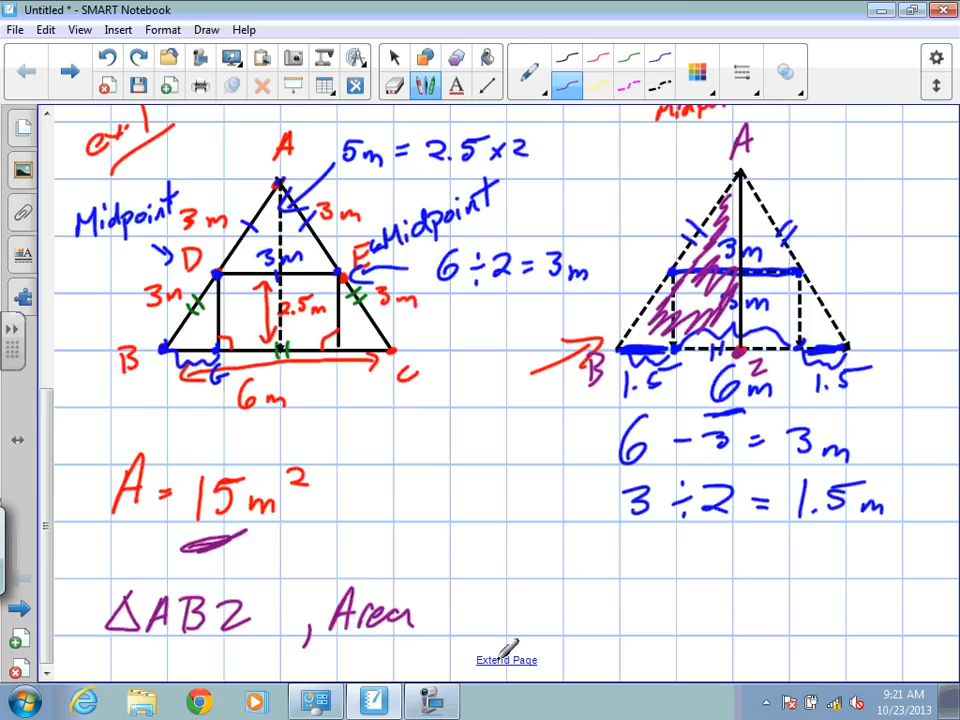 Untitled * - SMART Notebook
File Edit View Insert Format Draw Help
ex. 1
A
5m = 2.5 x 2
Midpoint
3m
3m
Midpoint
D
3m
E
6 ÷ 2 = 3m
3m
2.5m
3m
B
G
C
6m
A = 15m²
△ABZ , Area
A
3m
3m
B
H
Z
1.5
6m
1.5
6 - 3 = 3m
3 ÷ 2 = 1.5m
Extend Page
9:21 AM
10/23/2013